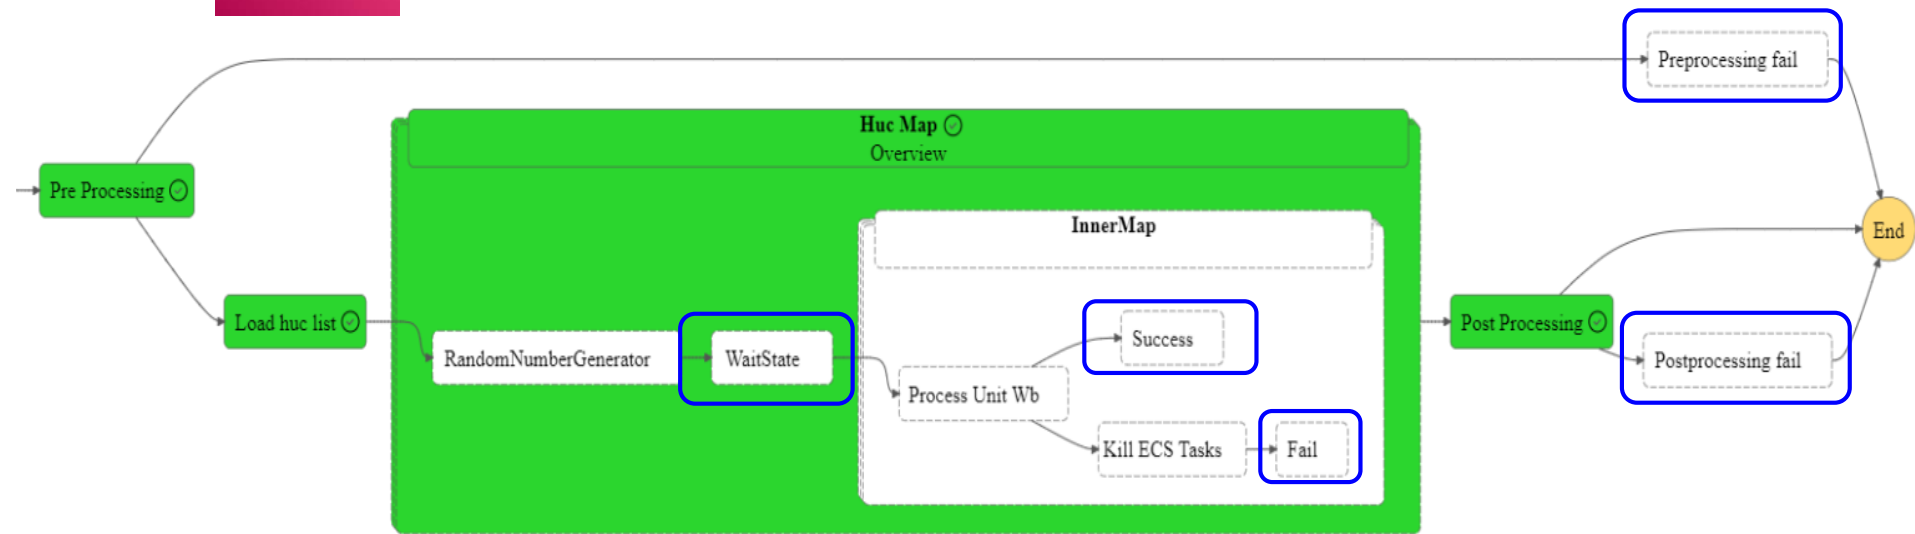 Preprocessing fail
Huc Map
Overview
Pre Processing
InnerMap
End
Load huc list
RandomNumberGenerator
WaitState
Success
Process Unit Wb
Kill ECS Tasks
Fail
Post Processing
Postprocessing fail